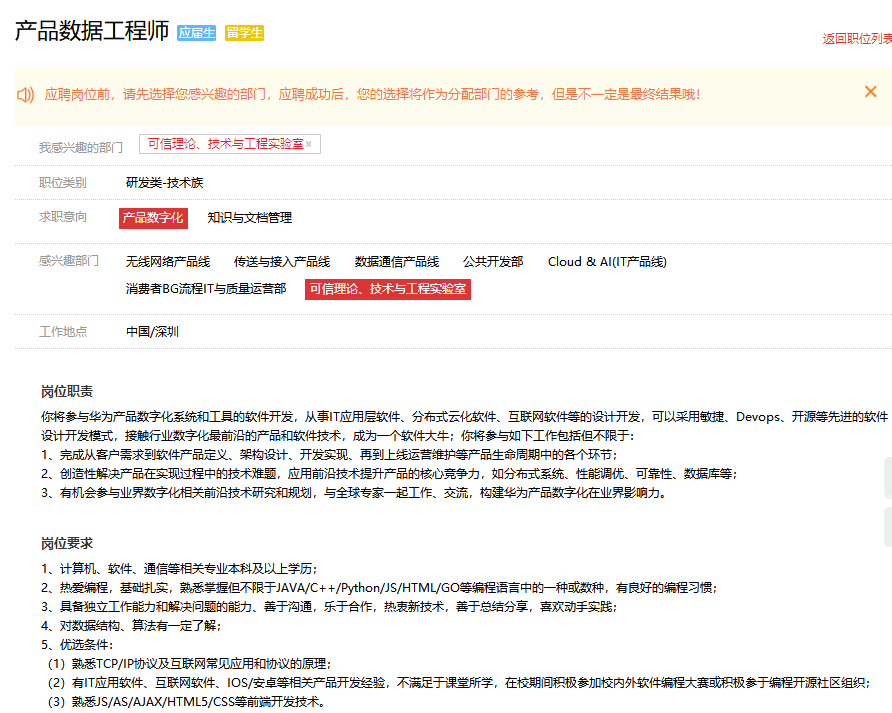 产品数据工程师 应届生 留学生
返回职位列表
应聘岗位前，请先选择您感兴趣的部门，应聘成功后，您的选择将作为分配部门的参考，但是不一定是最终结果哦！ ×
我感兴趣的部门 可信理论、技术与工程实验室×
职位类别 研发类-技术族
求职意向 产品数字化 知识与文档管理
感兴趣部门 无线网络产品线 传送与接入产品线 数据通信产品线 公共开发部 Cloud & AI(IT产品线)
消费者BG流程IT与质量运营部 可信理论、技术与工程实验室
工作地点 中国/深圳
岗位职责
你将参与华为产品数字化系统和工具的软件开发，从事IT应用层软件、分布式云化软件、互联网软件等的设计开发，可以采用敏捷、Devops、开源等先进的软件
设计开发模式，接触行业数字化最前沿的产品和软件技术，成为一个软件大牛；你将参与如下工作包括但不限于：
1、完成从客户需求到软件产品定义、架构设计、开发实现、再到上线运营维护等产品生命周期中的各个环节；
2、创造性解决产品在实现过程中的技术难题，应用前沿技术提升产品的核心竞争力，如分布式系统、性能调优、可靠性、数据库等；
3、有机会参与业界数字化相关前沿技术研究和规划，与全球专家一起工作、交流，构建华为产品数字化在业界影响力。
岗位要求
1、计算机、软件、通信等相关专业本科及以上学历；
2、热爱编程，基础扎实，熟悉掌握但不限于JAVA/C++/Python/JS/HTML/GO等编程语言中的一种或数种，有良好的编程习惯；
3、具备独立工作能力和解决问题的能力、善于沟通，乐于合作，热衷新技术，善于总结分享，喜欢动手实践；
4、对数据结构、算法有一定了解；
5、优选条件：
（1）熟悉TCP/IP协议及互联网常见应用和协议的原理；
（2）有IT应用软件、互联网软件、IOS/安卓等相关产品开发经验，不满足于课堂所学，在校期间积极参加校内外软件编程大赛或积极参于编程开源社区组织；
（3）熟悉JS/AS/AJAX/HTML5/CSS等前端开发技术。